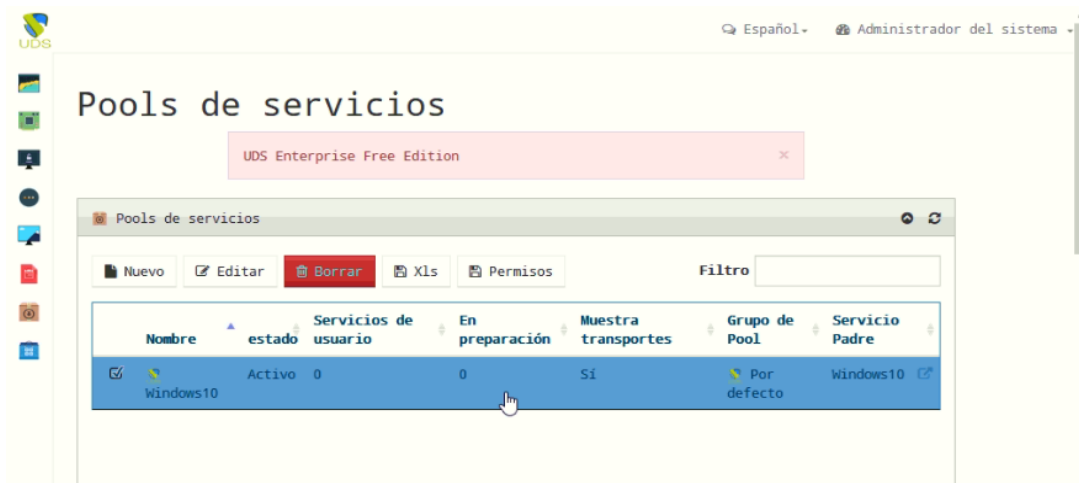 UDS
Español
Administrador del sistema
Pools de servicios
UDS Enterprise Free Edition
×
Pools de servicios
Nuevo Editar Borrar Xls Permisos Filtro
Nombre estado Servicios de usuario En preparación Muestra transportes Grupo de Pool Servicio Padre
Windows10 Activo 0 0 Sí Por defecto Windows10